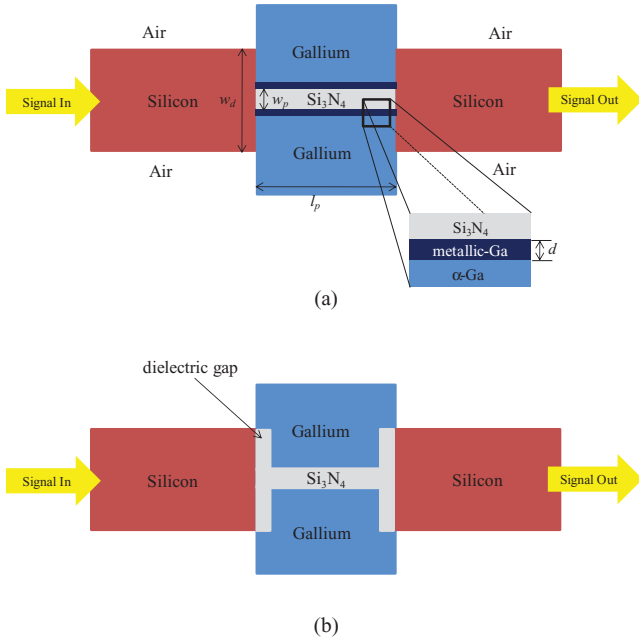 Air
Air
Gallium
Signal In
Silicon
w_d
w_p
Si₃N₄
Silicon
Signal Out
Gallium
Air
Air
l_p
Si₃N₄
metallic-Ga
d
α-Ga
(a)
dielectric gap
Gallium
Signal In
Silicon
Si₃N₄
Silicon
Signal Out
Gallium
(b)